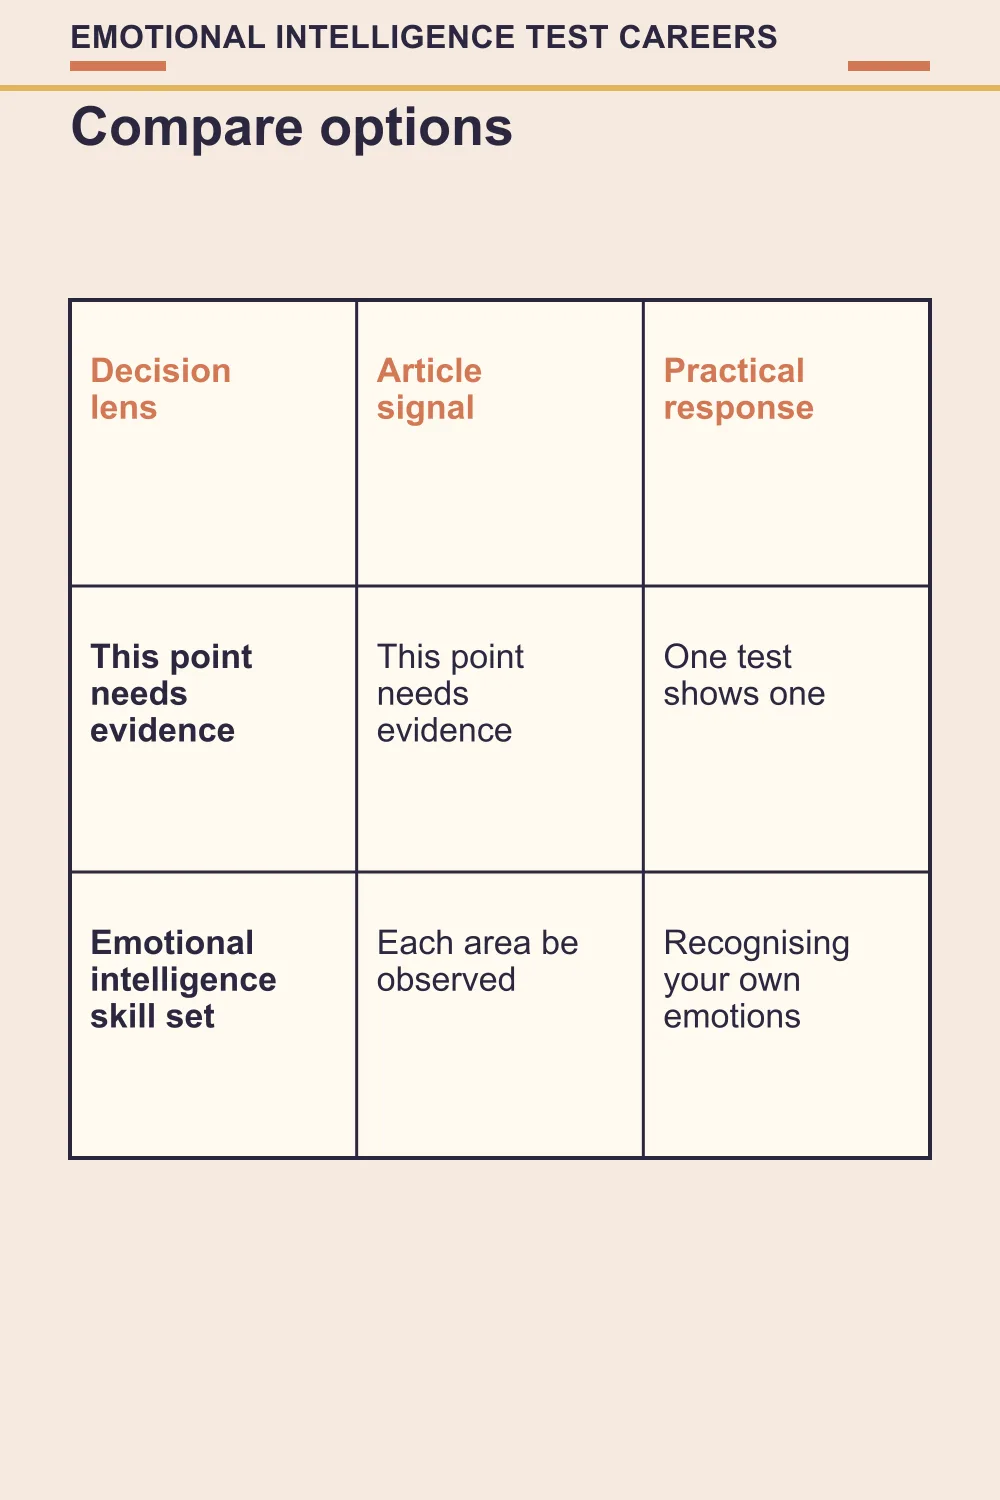 EMOTIONAL INTELLIGENCE TEST CAREERS
Compare options
Decision
lens
Article
signal
Practical
response
This point
needs
evidence
This point
needs
evidence
One test
shows one
Emotional
intelligence
skill set
Each area be
observed
Recognising
your own
emotions